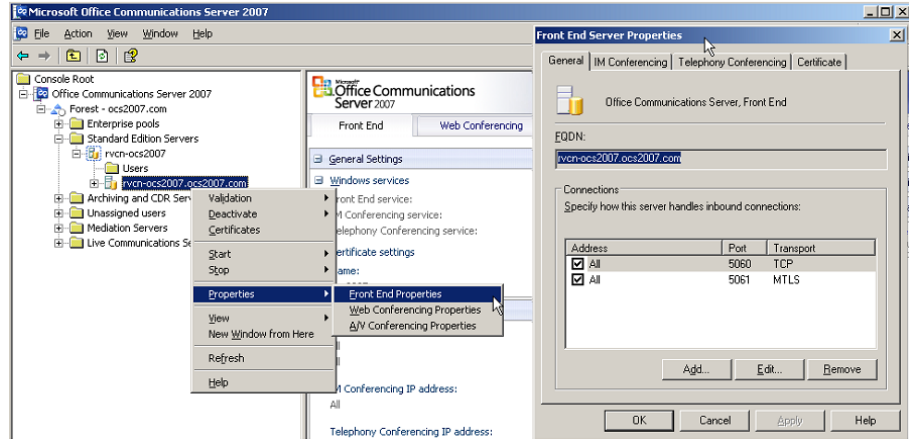 Microsoft Office Communications Server 2007
File Action View Window Help
Console Root
Office Communications Server 2007
Forest - ocs2007.com
Enterprise pools
Standard Edition Servers
rvcn-ocs2007
Users
rvcn-ocs2007.ocs2007.com
Archiving and CDR Ser
Unassigned users
Mediation Servers
Live Communications Se
Validation
Deactivate
Certificates
Start
Stop
Properties
View
New Window from Here
Refresh
Help
Front End Properties
Web Conferencing Properties
A/V Conferencing Properties
Microsoft
Office Communications
Server 2007
Front End Web Conferencing
General Settings
Windows services
ront End service:
M Conferencing service:
elephony Conferencing service:
ertificate settings
ame:
All
M Conferencing IP address:
All
Telephony Conferencing IP address:
Front End Server Properties
General IM Conferencing Telephony Conferencing Certificate
Office Communications Server, Front End
FQDN:
rvcn-ocs2007.ocs2007.com
Connections
Specify how this server handles inbound connections:
Address Port Transport
All 5060 TCP
All 5061 MTLS
Add... Edit... Remove
OK Cancel Apply Help